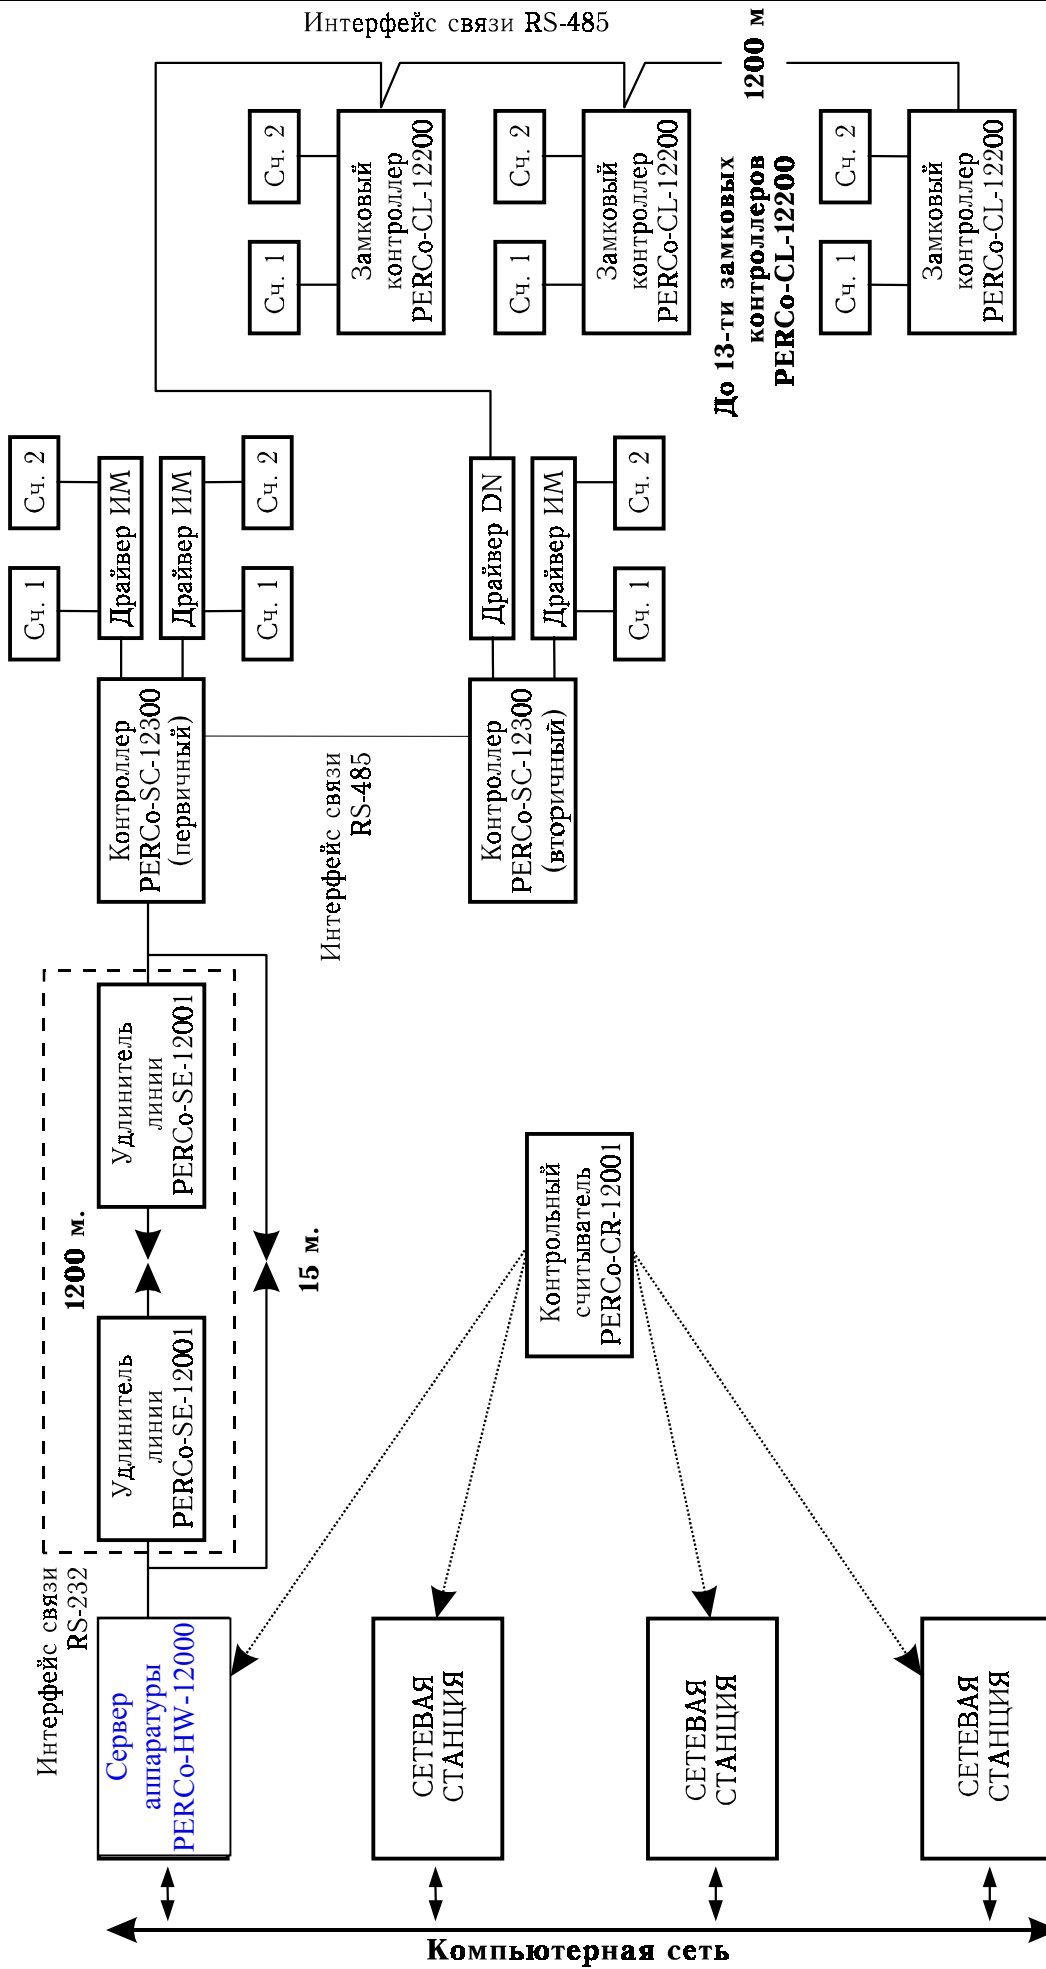 Интерфейс связи RS-485
1200 м
Сч. 2
Сч. 1
Замковый
контроллер
PERCo-CL-12200
Сч. 2
Сч. 1
Замковый
контроллер
PERCo-CL-12200
До 13-ти замковых
контроллеров
PERCo-CL-12200
Сч. 2
Сч. 1
Замковый
контроллер
PERCo-CL-12200
Сч. 2
Сч. 1
Драйвер ИМ
Драйвер ИМ
Сч. 2
Сч. 1
Драйвер DN
Драйвер ИМ
Сч. 2
Сч. 1
Контроллер
PERCo-SC-12300
(первичный)
Интерфейс связи
RS-485
Контроллер
PERCo-SC-12300
(вторичный)
Удлинитель
линии
PERCo-SE-12001
1200 м.
15 м.
Удлинитель
линии
PERCo-SE-12001
Контрольный
считыватель
PERCo-CR-12001
Интерфейс связи
RS-232
Сервер
аппаратуры
PERCo-HW-12000
СЕТЕВАЯ
СТАНЦИЯ
СЕТЕВАЯ
СТАНЦИЯ
СЕТЕВАЯ
СТАНЦИЯ
Компьютерная сеть